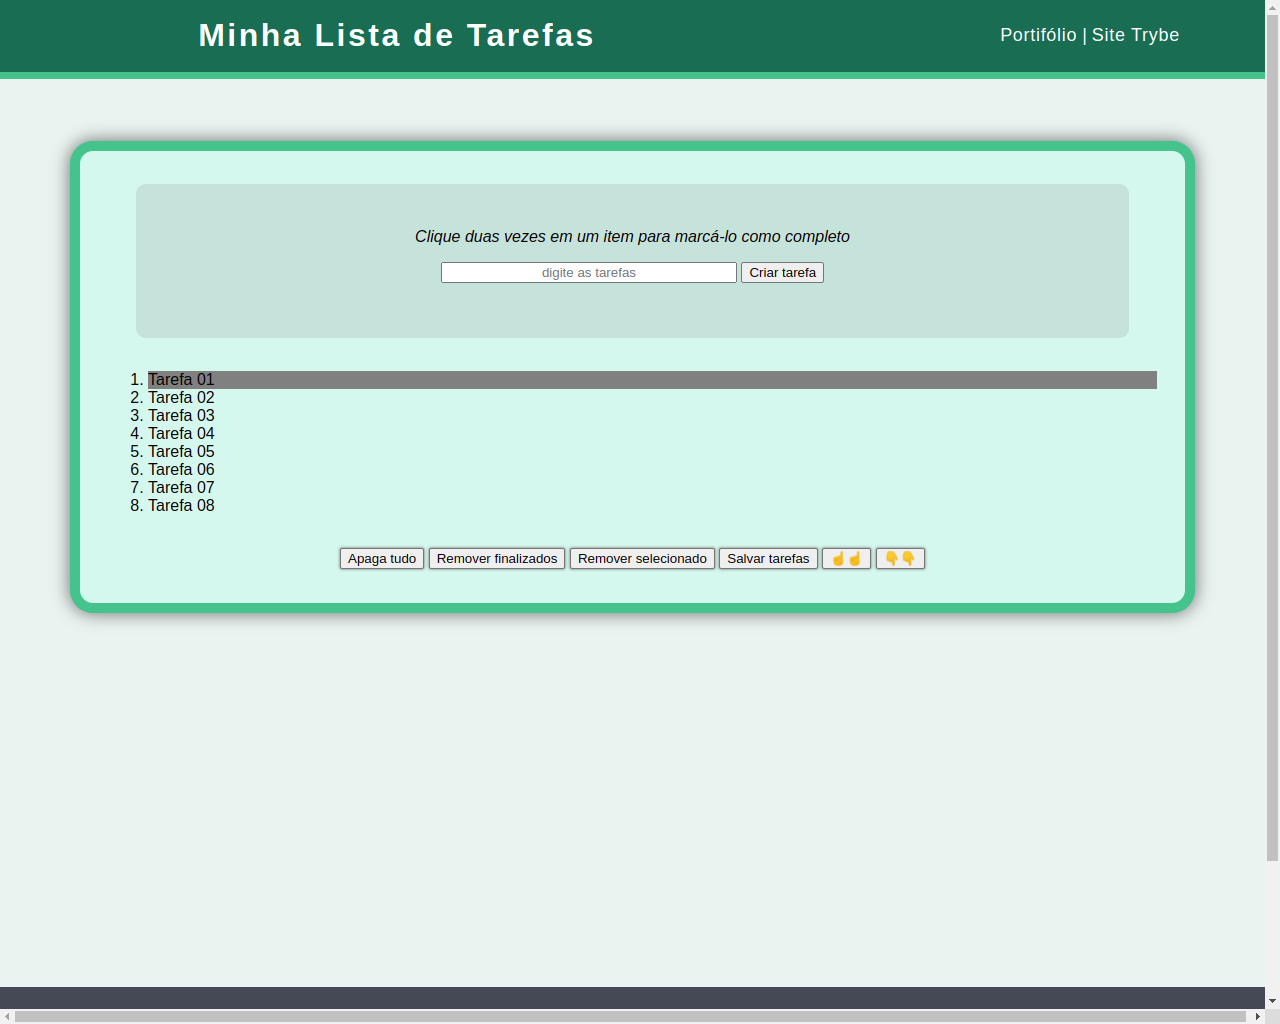 Minha Lista de Tarefas
Portifólio | Site Trybe
Clique duas vezes em um item para marcá-lo como completo
digite as tarefas Criar tarefa
1. Tarefa 01
2. Tarefa 02
3. Tarefa 03
4. Tarefa 04
5. Tarefa 05
6. Tarefa 06
7. Tarefa 07
8. Tarefa 08
Apaga tudo Remover finalizados Remover selecionado Salvar tarefas ☝☝ 👇👇